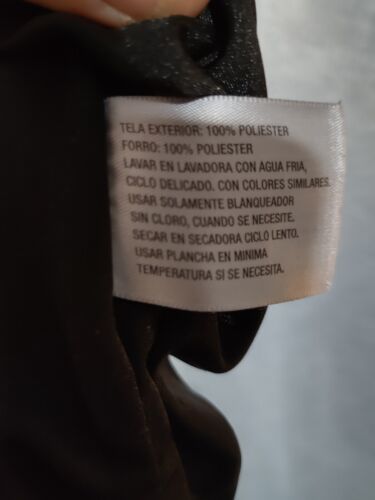 TELA EXTERIOR: 100% POLIESTER
FORRO: 100% POLIESTER
LAVAR EN LAVADORA CON AGUA FRIA,
CICLO DELICADO. CON COLORES SIMILARES.
USAR SOLAMENTE BLANQUEADOR
SIN CLORO, CUANDO SE NECESITE.
SECAR EN SECADORA CICLO LENTO.
USAR PLANCHA EN MINIMA
TEMPERATURA SI SE NECESITA.